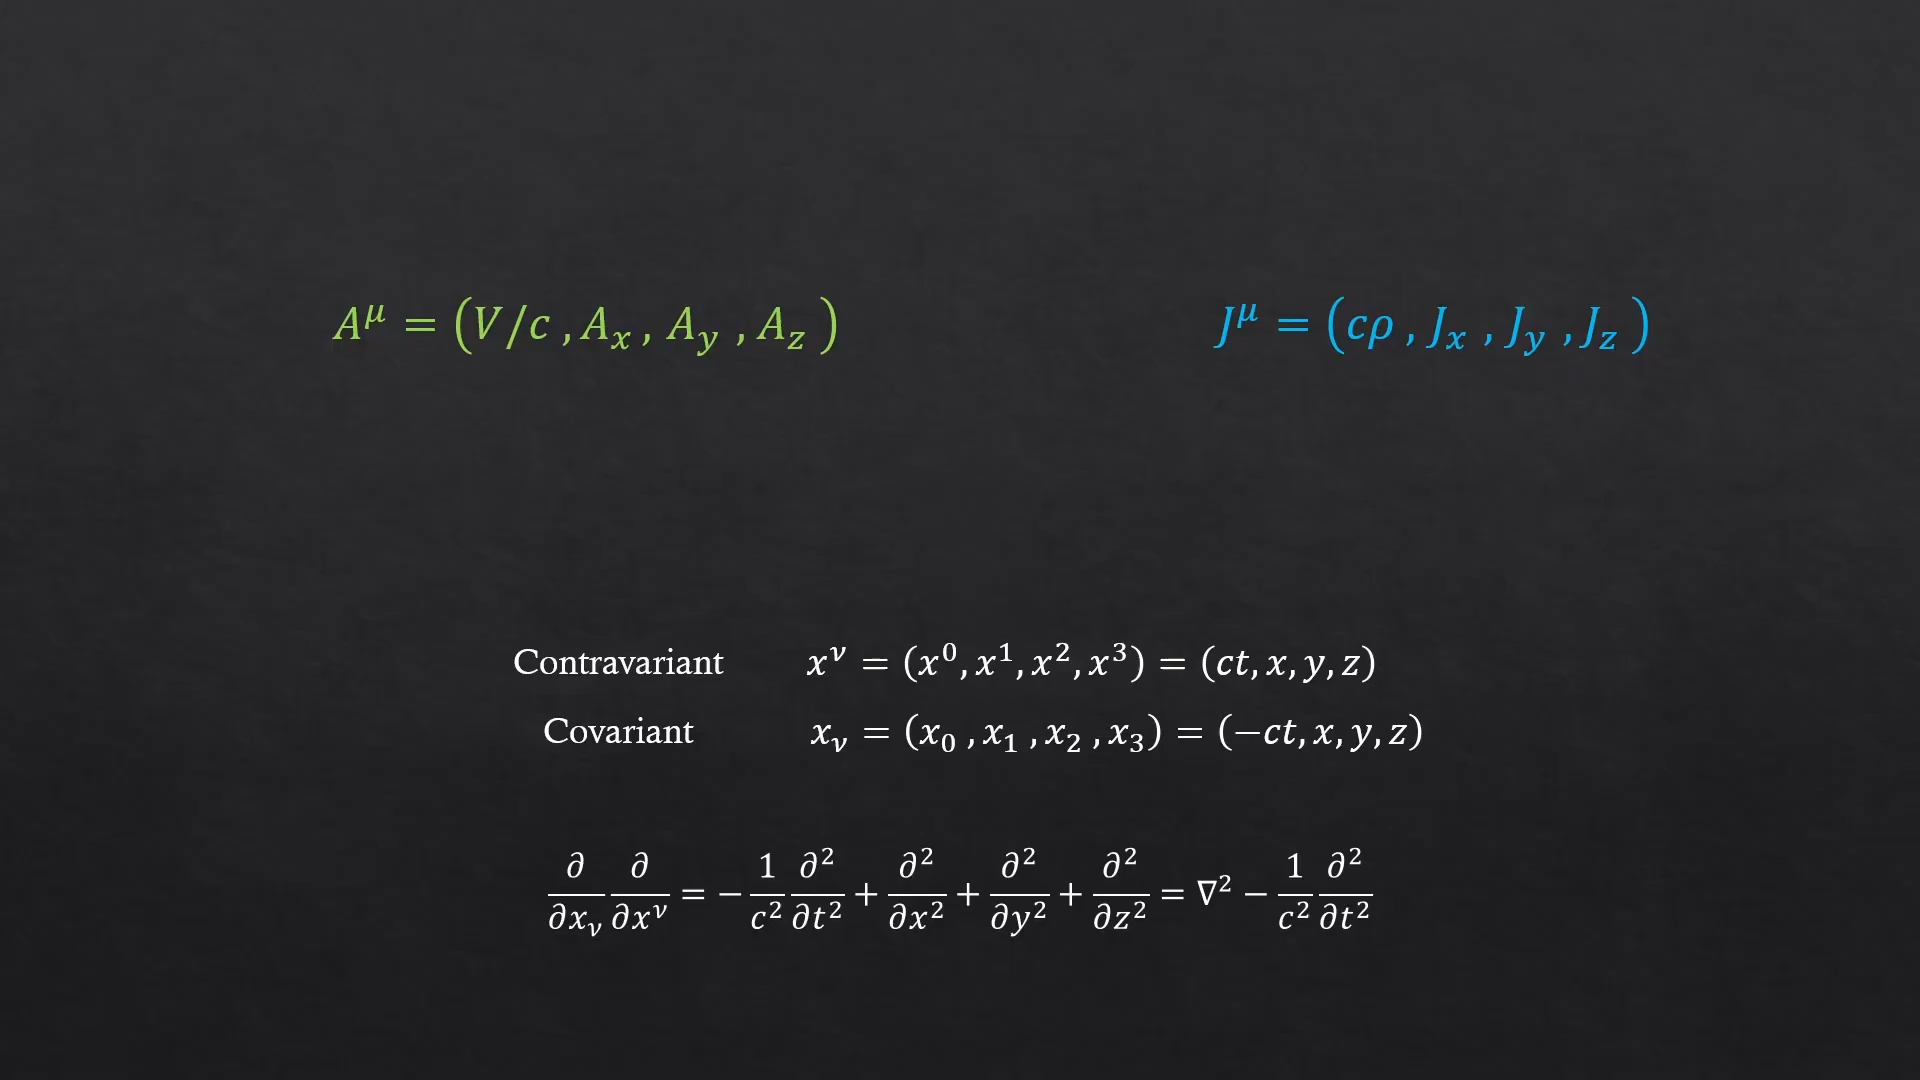 A^μ = (V/c , A_x , A_y , A_z )
J^μ = (cρ , J_x , J_y , J_z )
Contravariant x^ν = (x^0, x^1, x^2, x^3) = (ct, x, y, z)
Covariant x_ν = (x_0 , x_1 , x_2 , x_3) = (−ct, x, y, z)
∂/∂x_ν ∂/∂x^ν = − 1/c^2 ∂^2/∂t^2 + ∂^2/∂x^2 + ∂^2/∂y^2 + ∂^2/∂z^2 = ∇^2 − 1/c^2 ∂^2/∂t^2